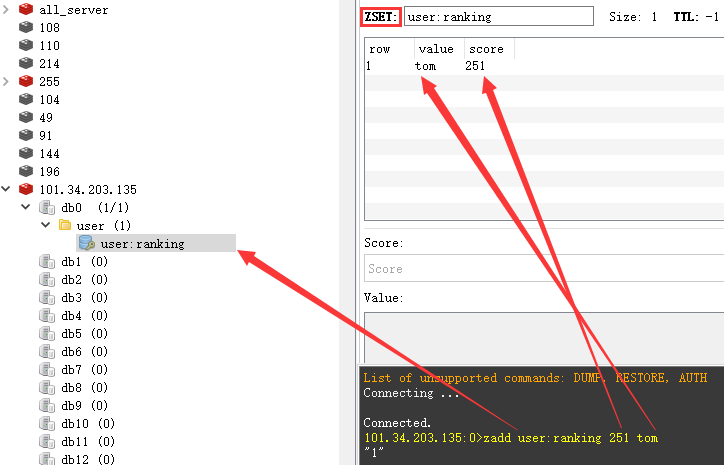 all_server
108
110
214
255
104
49
91
144
196
101.34.203.135
db0 (1/1)
user (1)
user:ranking
db1 (0)
db2 (0)
db3 (0)
db4 (0)
db5 (0)
db6 (0)
db7 (0)
db8 (0)
db9 (0)
db10 (0)
db11 (0)
db12 (0)
ZSET: user:ranking Size: 1 TTL: -1
row value score
1 tom 251
Score:
Score
Value:
List of unsupported commands: DUMP, RESTORE, AUTH
Connecting ...
Connected.
101.34.203.135:0>zadd user:ranking 251 tom
"1"